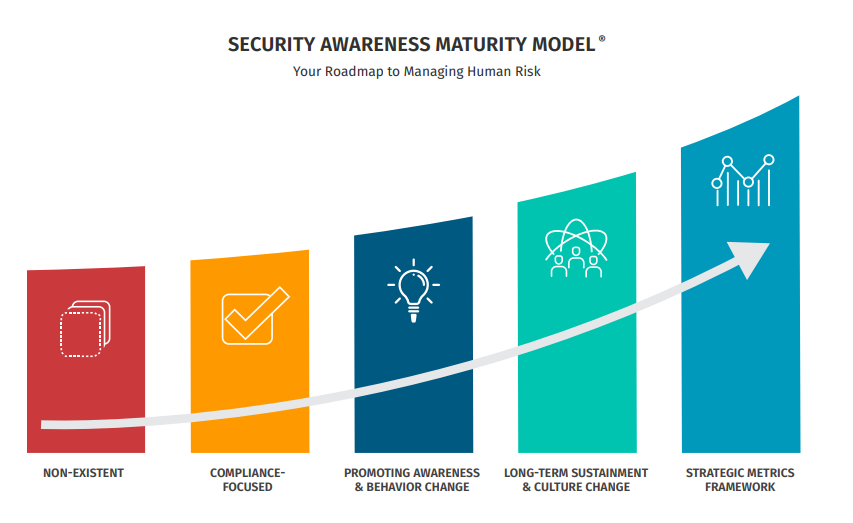 SECURITY AWARENESS MATURITY MODEL®
Your Roadmap to Managing Human Risk
NON-EXISTENT
COMPLIANCE-
FOCUSED
PROMOTING AWARENESS
& BEHAVIOR CHANGE
LONG-TERM SUSTAINMENT
& CULTURE CHANGE
STRATEGIC METRICS
FRAMEWORK